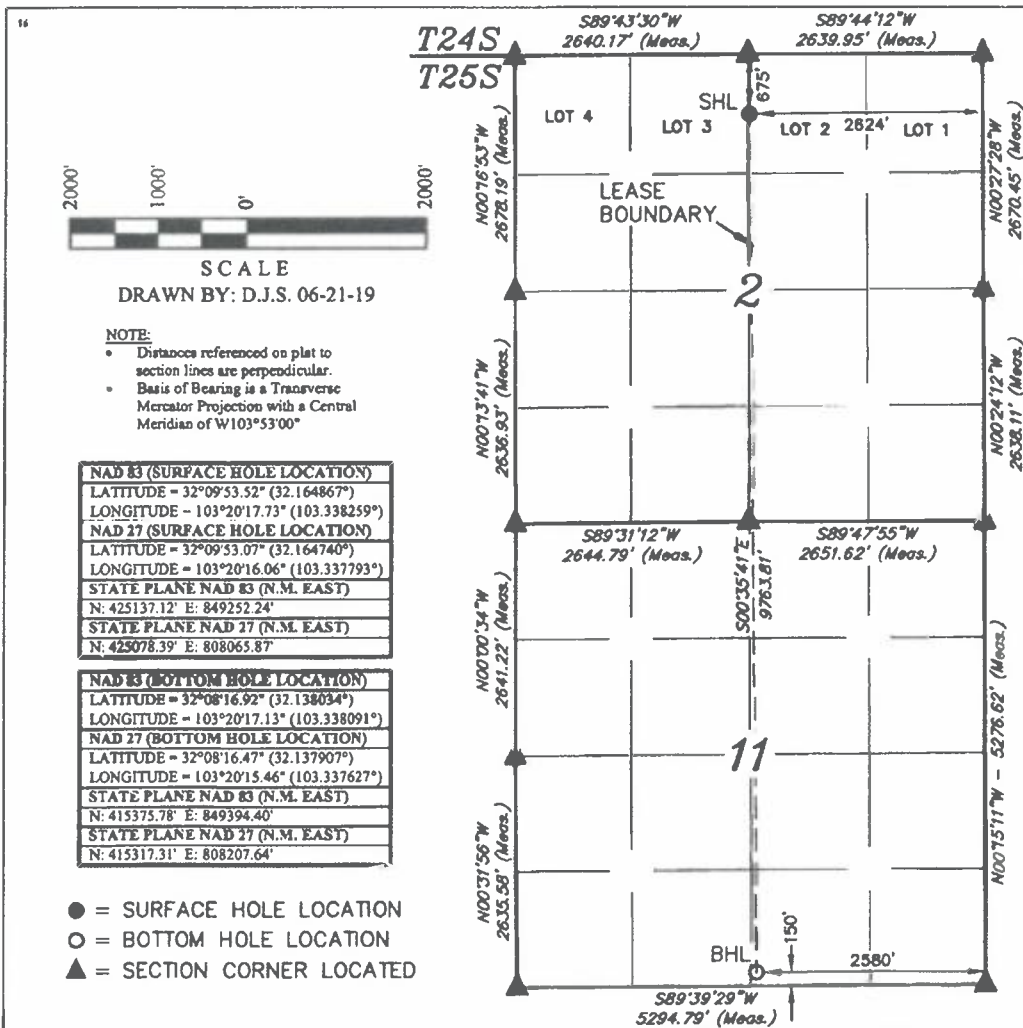 16
T24S
T25S
S89°43'30"W
2640.17' (Meas.)
S89°44'12"W
2639.95' (Meas.)
675'
SHL
LOT 4
LOT 3
LOT 2
2624'
LOT 1
N00°16'53"W
2678.19' (Meas.)
N00°27'28"W
2670.45' (Meas.)
LEASE
BOUNDARY
2
2000'
1000'
0'
2000'
SCALE
DRAWN BY: D.J.S. 06-21-19
NOTE:
• Distances referenced on plat to
section lines are perpendicular.
• Basis of Bearing is a Transverse
Mercator Projection with a Central
Meridian of W103°53'00"
N00°13'41"W
2636.93' (Meas.)
N00°24'12"W
2638.11' (Meas.)
NAD 83 (SURFACE HOLE LOCATION)
LATITUDE = 32°09'53.52" (32.164867°)
LONGITUDE - 103°20'17.73" (103.338259°)
NAD 27 (SURFACE HOLE LOCATION)
LATITUDE = 32°09'53.07" (32.164740°)
LONGITUDE = 103°20'16.06" (103.337793°)
STATE PLANE NAD 83 (N.M. EAST)
N: 425137.12' E: 849252.24'
STATE PLANE NAD 27 (N.M. EAST)
N: 425078.39' E: 808065.87'
S89°31'12"W
2644.79' (Meas.)
S89°47'55"W
2651.62' (Meas.)
S00°35'41"E
9763.81'
N00°00'34"W
2641.22' (Meas.)
NAD 83 (BOTTOM HOLE LOCATION)
LATITUDE = 32°08'16.92" (32.138034°)
LONGITUDE = 103°20'17.13" (103.338091°)
NAD 27 (BOTTOM HOLE LOCATION)
LATITUDE = 32°08'16.47" (32.137907°)
LONGITUDE = 103°20'15.46" (103.337627°)
STATE PLANE NAD 83 (N.M. EAST)
N: 415375.78' E: 849394.40'
STATE PLANE NAD 27 (N.M. EAST)
N: 415317.31' E: 808207.64'
11
N00°15'11"W - 5276.62' (Meas.)
N00°31'56"W
2635.58' (Meas.)
● = SURFACE HOLE LOCATION
○ = BOTTOM HOLE LOCATION
▲ = SECTION CORNER LOCATED
BHL
150'
2580'
S89°39'29"W
5294.79' (Meas.)